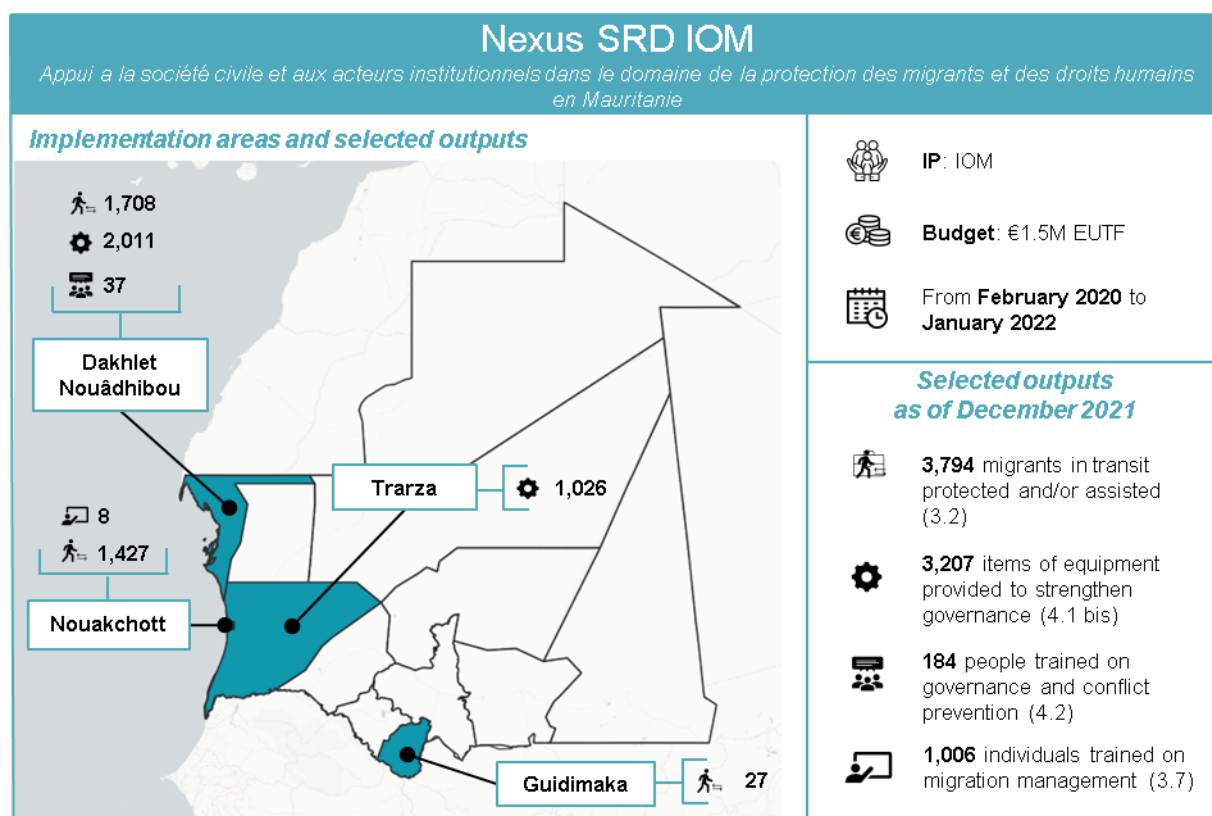 Nexus SRD IOM
Appui a la société civile et aux acteurs institutionnels dans le domaine de la protection des migrants et des droits humains
en Mauritanie
Implementation areas and selected outputs
1,708
2,011
37
Dakhlet
Nouâdhibou
Trarza
1,026
8
1,427
Nouakchott
Guidimaka
27
IP: IOM
Budget: €1.5M EUTF
From February 2020 to
January 2022
Selected outputs
as of December 2021
3,794 migrants in transit
protected and/or assisted
(3.2)
3,207 items of equipment
provided to strengthen
governance (4.1 bis)
184 people trained on
governance and conflict
prevention (4.2)
1,006 individuals trained on
migration management (3.7)